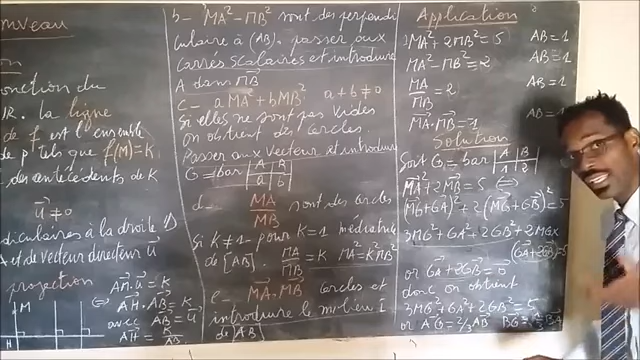 niveau
on
onction du
R. la ligne
de f est l'ensemble
de p tels que f(M) = K
des antécédents de K
u⃗ ≠ 0
diculaires à la droite D
A et de vecteur directeur u⃗
projection
M
H
AM⃗.u⃗ = K
⇔ AH⃗.AB⃗ = K
avec AB⃗ = u⃗
AH = K/AB
b- MA² - MB² sont des perpendi
culaire à (AB). passer aux
carrés scalaires et introduire
A dans MB⃗
c- a MA² + b MB² a+b ≠ 0
Si elles ne sont pas vides
on obtient des cercles.
Passer aux vecteur et introduire
G = bar A B
a b
d- MA/MB sont des cercles
si K ≠ 1 - pour K = 1 médiatrice
de [AB]. MA/MB = K MA² = K²MB²
e- MA⃗.MB⃗ cercles et
introduire le milieu I
de [AB]
Application
MA² + 2MB² = 5 AB = 1
MA² - MB² = 2 AB = 1
MA/MB = 2 AB = 1
MA⃗.MB⃗ = 1 AB =
Solution
Soit G = bar A B
1 2
MA² + 2MB² = 5 ⇔
(MG⃗+GA⃗)² + 2(MG⃗+GB⃗)² = 5
3MG² + GA² + 2GB² + 2MG×
(GA⃗+2GB⃗) = 5
or GA⃗ + 2GB⃗ = 0⃗
donc on obtient
3MG² + GA² + 2GB² = 5
or AG⃗ = 2/3 AB⃗ BG⃗ = 1/3 BA⃗